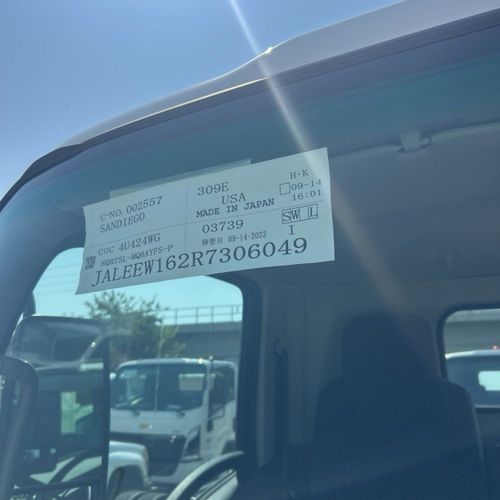 C-NO. 002557 309E H·K
SANDIEGO USA 09-14
MADE IN JAPAN 16:01
COC 4U424WG 03739 SW L
NQR75L-MQ6AYFS-P 移管日 09-14-2023 I
JALEEW162R7306049